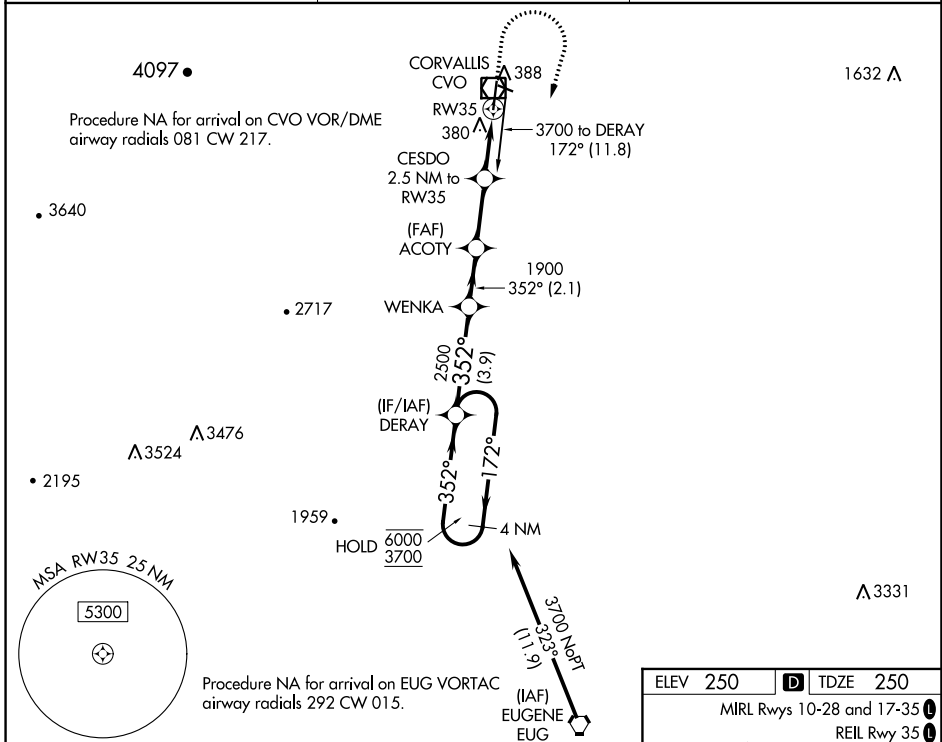 4097
CORVALLIS
CVO
388
1632
RW35
Procedure NA for arrival on CVO VOR/DME
airway radials 081 CW 217.
380
3700 to DERAY
172° (11.8)
CESDO
2.5 NM to
RW35
3640
(FAF)
ACOTY
1900
352° (2.1)
WENKA
2717
2500
352°
(3.9)
(IF/IAF)
DERAY
3476
3524
352°
172°
2195
1959
HOLD
6000
3700
4 NM
MSA RW35 25 NM
5300
3331
3700 NoPT
323°
(11.9)
Procedure NA for arrival on EUG VORTAC
airway radials 292 CW 015.
(IAF)
EUGENE
EUG
ELEV 250 D TDZE 250
MIRL Rwys 10-28 and 17-35 L
REIL Rwy 35 L